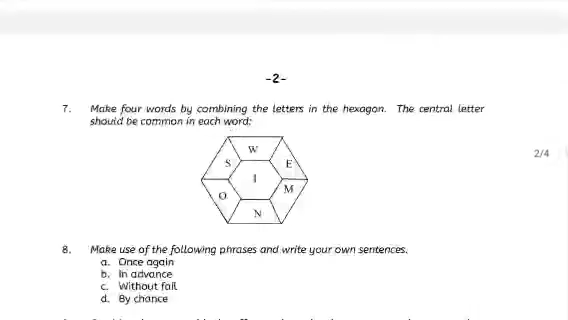 -2-
7. Make four words by combining the letters in the hexagon. The central letter
should be common in each word:
W
S E
I
O M
N
2/4
8. Make use of the following phrases and write your own sentences.
a. Once again
b. In advance
c. Without fail
d. By chance